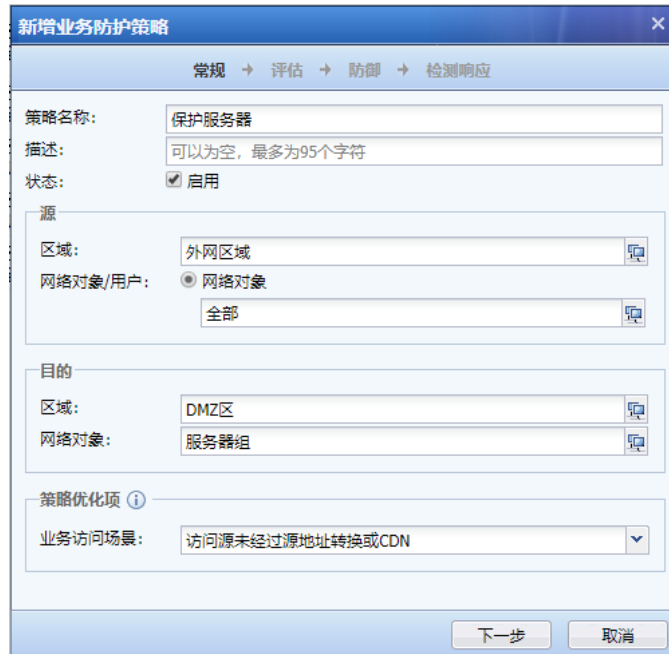 新增业务防护策略
常规 → 评估 → 防御 → 检测响应
策略名称: 保护服务器
描述: 可以为空，最多为95个字符
状态: 启用
源
区域: 外网区域
网络对象/用户: 网络对象
全部
目的
区域: DMZ区
网络对象: 服务器组
策略优化项
业务访问场景: 访问源未经过源地址转换或CDN
下一步 取消